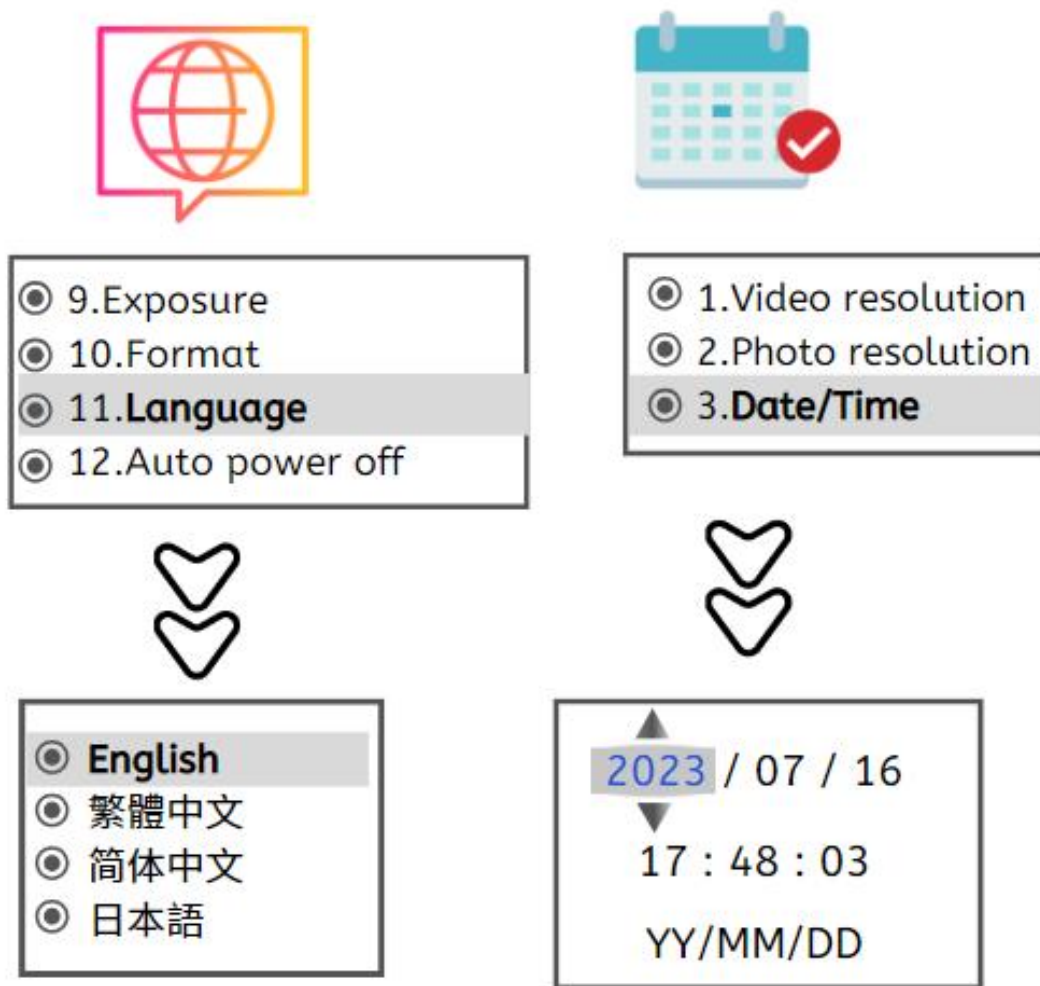 9.Exposure
10.Format
11.Language
12.Auto power off
English
繁體中文
简体中文
日本語
1.Video resolution
2.Photo resolution
3.Date/Time
2023 / 07 / 16
17 : 48 : 03
YY/MM/DD